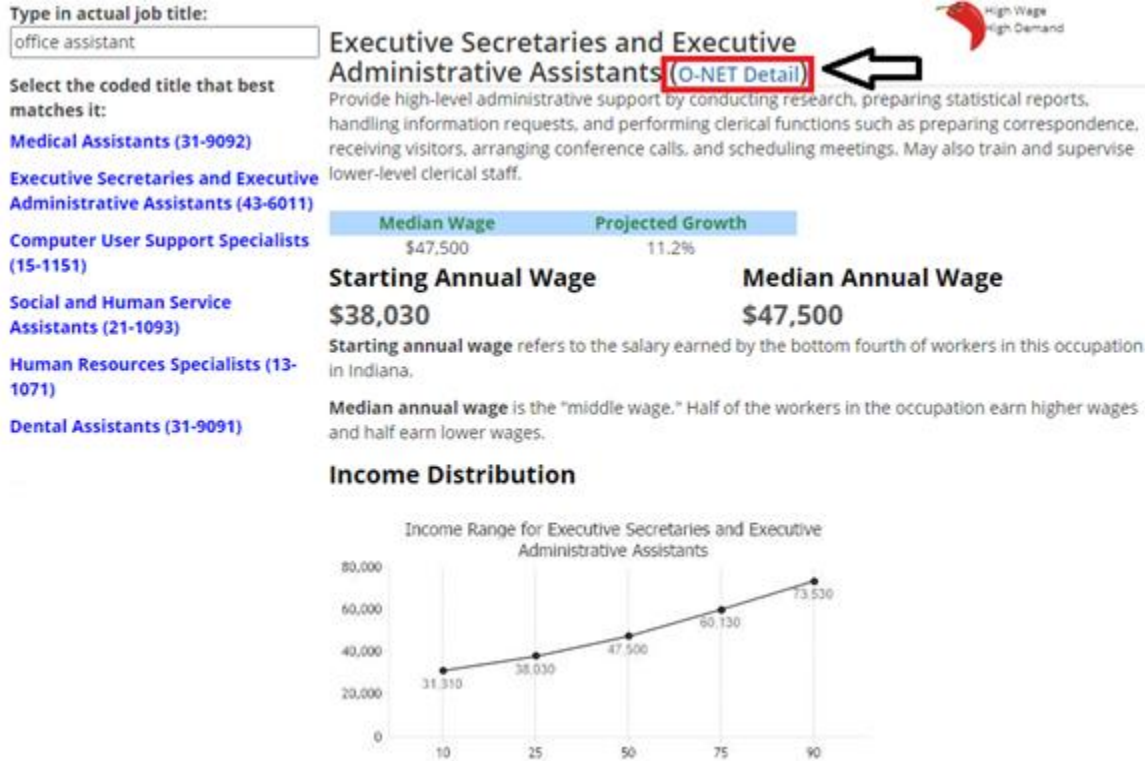 Type in actual job title:
office assistant
Select the coded title that best
matches it:
Medical Assistants (31-9092)
Executive Secretaries and Executive
Administrative Assistants (43-6011)
Computer User Support Specialists
(15-1151)
Social and Human Service
Assistants (21-1093)
Human Resources Specialists (13-
1071)
Dental Assistants (31-9091)
High Wage
High Demand
Executive Secretaries and Executive
Administrative Assistants (O-NET Detail)
Provide high-level administrative support by conducting research, preparing statistical reports,
handling information requests, and performing clerical functions such as preparing correspondence,
receiving visitors, arranging conference calls, and scheduling meetings. May also train and supervise
lower-level clerical staff.
Median Wage Projected Growth
$47,500 11.2%
Starting Annual Wage Median Annual Wage
$38,030 $47,500
Starting annual wage refers to the salary earned by the bottom fourth of workers in this occupation
in Indiana.
Median annual wage is the "middle wage." Half of the workers in the occupation earn higher wages
and half earn lower wages.
Income Distribution
Income Range for Executive Secretaries and Executive
Administrative Assistants
80,000
73,530
60,000
60,130
47,500
40,000
38,030
31,310
20,000
0
10 25 50 75 90